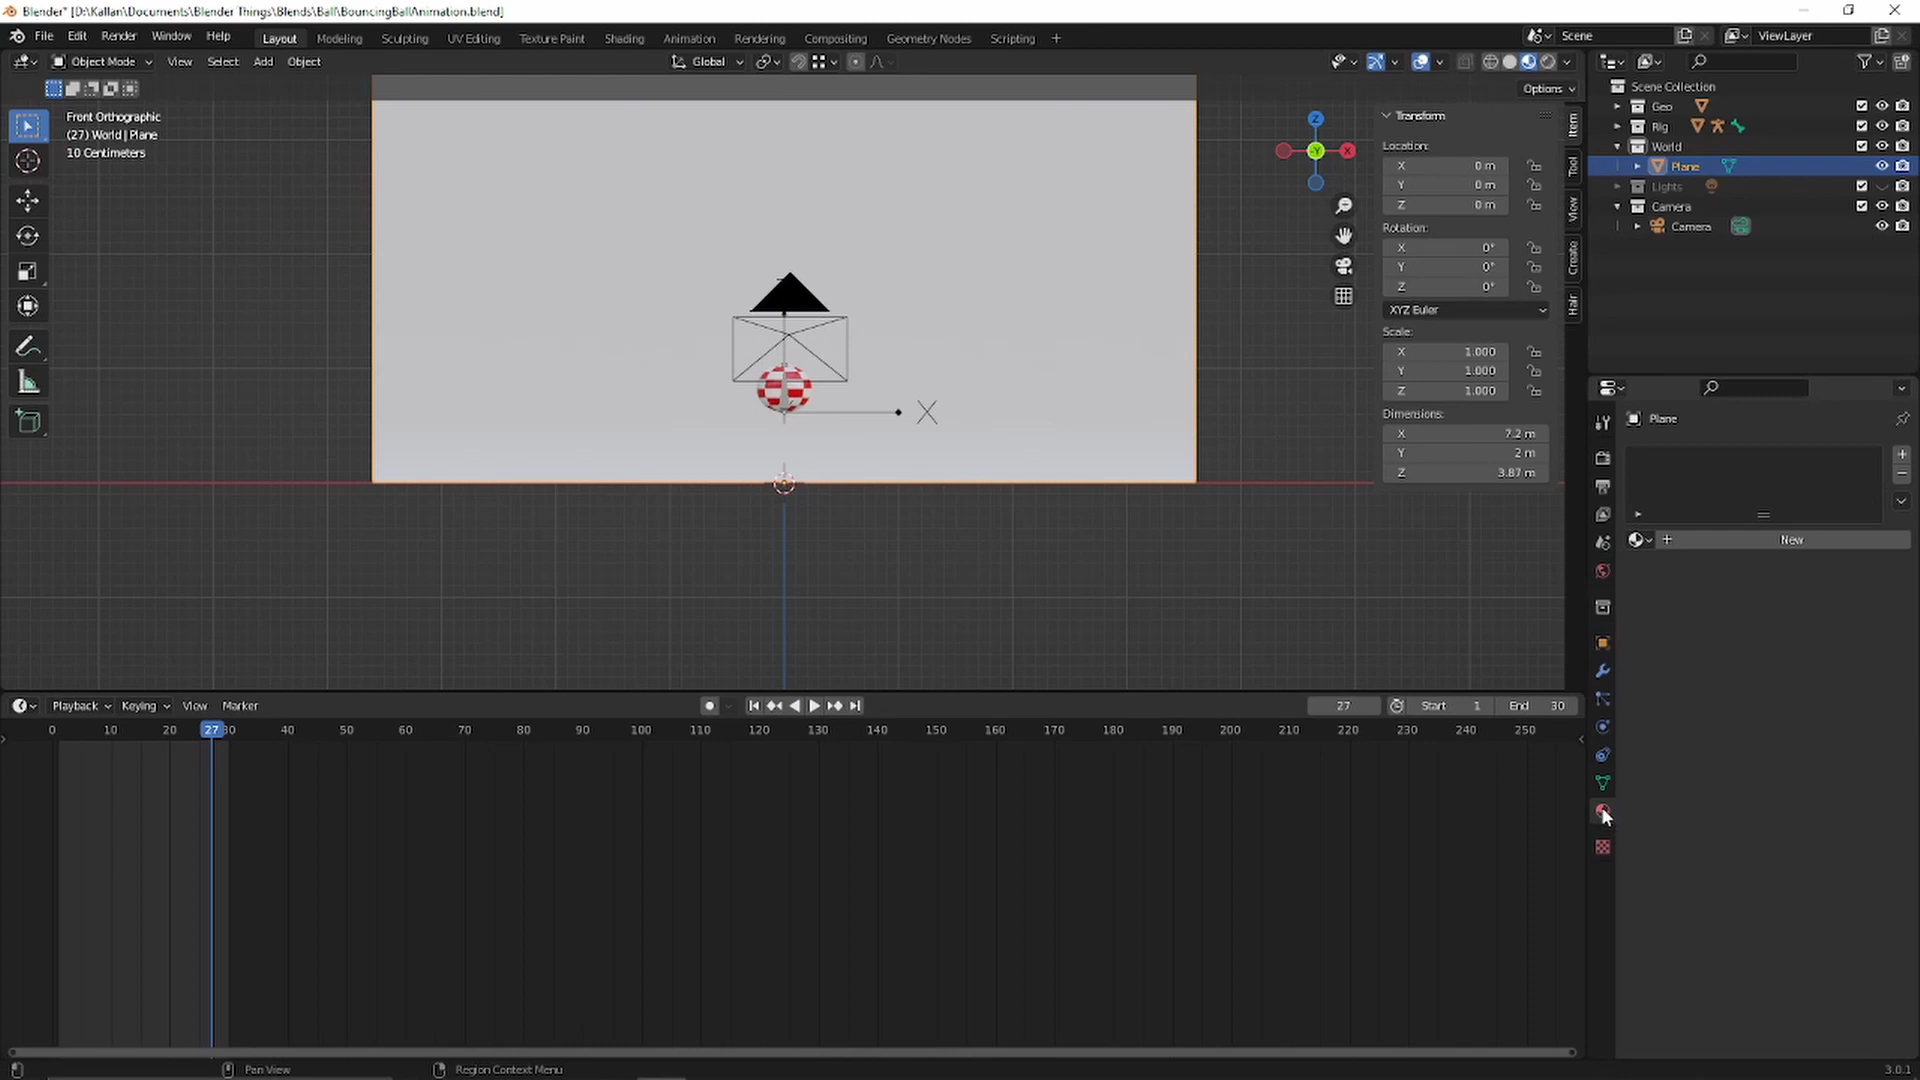 Blender* [D:\Kallan\Documents\Blender Things\Blends\Ball\BouncingBallAnimation.blend]
File Edit Render Window Help Layout Modeling Sculpting UV Editing Texture Paint Shading Animation Rendering Compositing Geometry Nodes Scripting + Scene ViewLayer
Object Mode View Select Add Object Global
Options
Front Orthographic
(27) World | Plane
10 Centimeters
Z
-Y
X
X
Transform
Location:
X 0 m
Y 0 m
Z 0 m
Rotation:
X 0°
Y 0°
Z 0°
XYZ Euler
Scale:
X 1.000
Y 1.000
Z 1.000
Dimensions:
X 7.2 m
Y 2 m
Z 3.87 m
Item
Tool
View
Create
Hair
Scene Collection
Geo
Rig
World
Plane
Lights
Camera
Camera
Plane
New
Playback Keying View Marker 27 Start 1 End 30
0 10 20 27 30 40 50 60 70 80 90 100 110 120 130 140 150 160 170 180 190 200 210 220 230 240 250
Pan View Region Context Menu 3.0.1